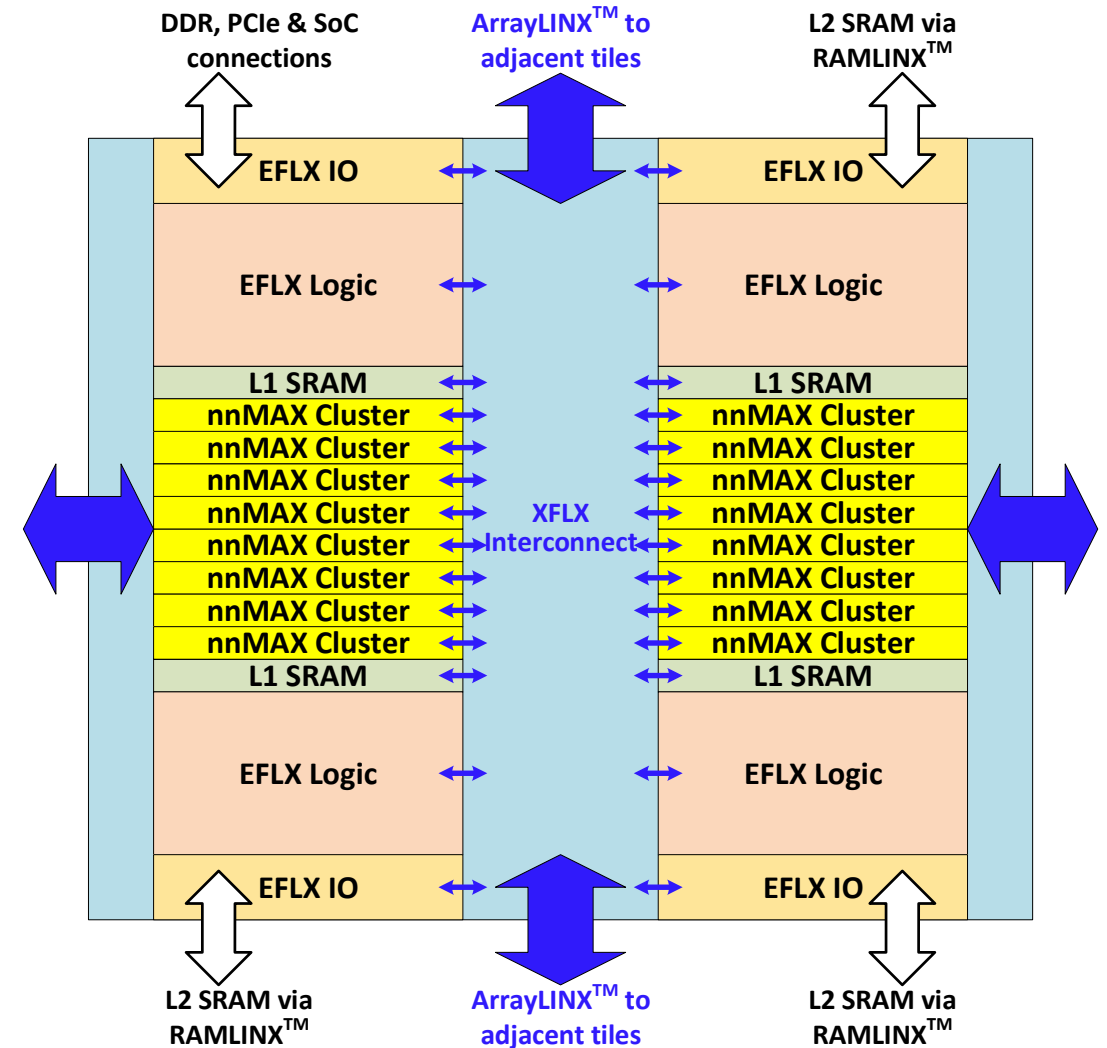 DDR, PCIe & SoC
connections
ArrayLINX™ to
adjacent tiles
L2 SRAM via
RAMLINX™
EFLX IO
EFLX IO
EFLX Logic
EFLX Logic
L1 SRAM
L1 SRAM
nnMAX Cluster
nnMAX Cluster
nnMAX Cluster
nnMAX Cluster
nnMAX Cluster
nnMAX Cluster
nnMAX Cluster
nnMAX Cluster
XFLX
Interconnect
nnMAX Cluster
nnMAX Cluster
nnMAX Cluster
nnMAX Cluster
nnMAX Cluster
nnMAX Cluster
nnMAX Cluster
nnMAX Cluster
L1 SRAM
L1 SRAM
EFLX Logic
EFLX Logic
EFLX IO
EFLX IO
L2 SRAM via
RAMLINX™
ArrayLINX™ to
adjacent tiles
L2 SRAM via
RAMLINX™